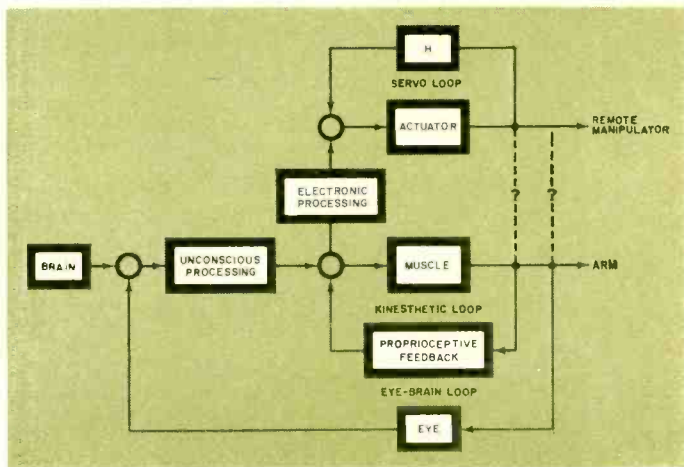 H
SERVO LOOP
ACTUATOR
REMOTE
MANIPULATOR
ELECTRONIC
PROCESSING
?
?
BRAIN
UNCONSCIOUS
PROCESSING
MUSCLE
ARM
KINESTHETIC LOOP
PROPRIOCEPTIVE
FEEDBACK
EYE-BRAIN LOOP
EYE